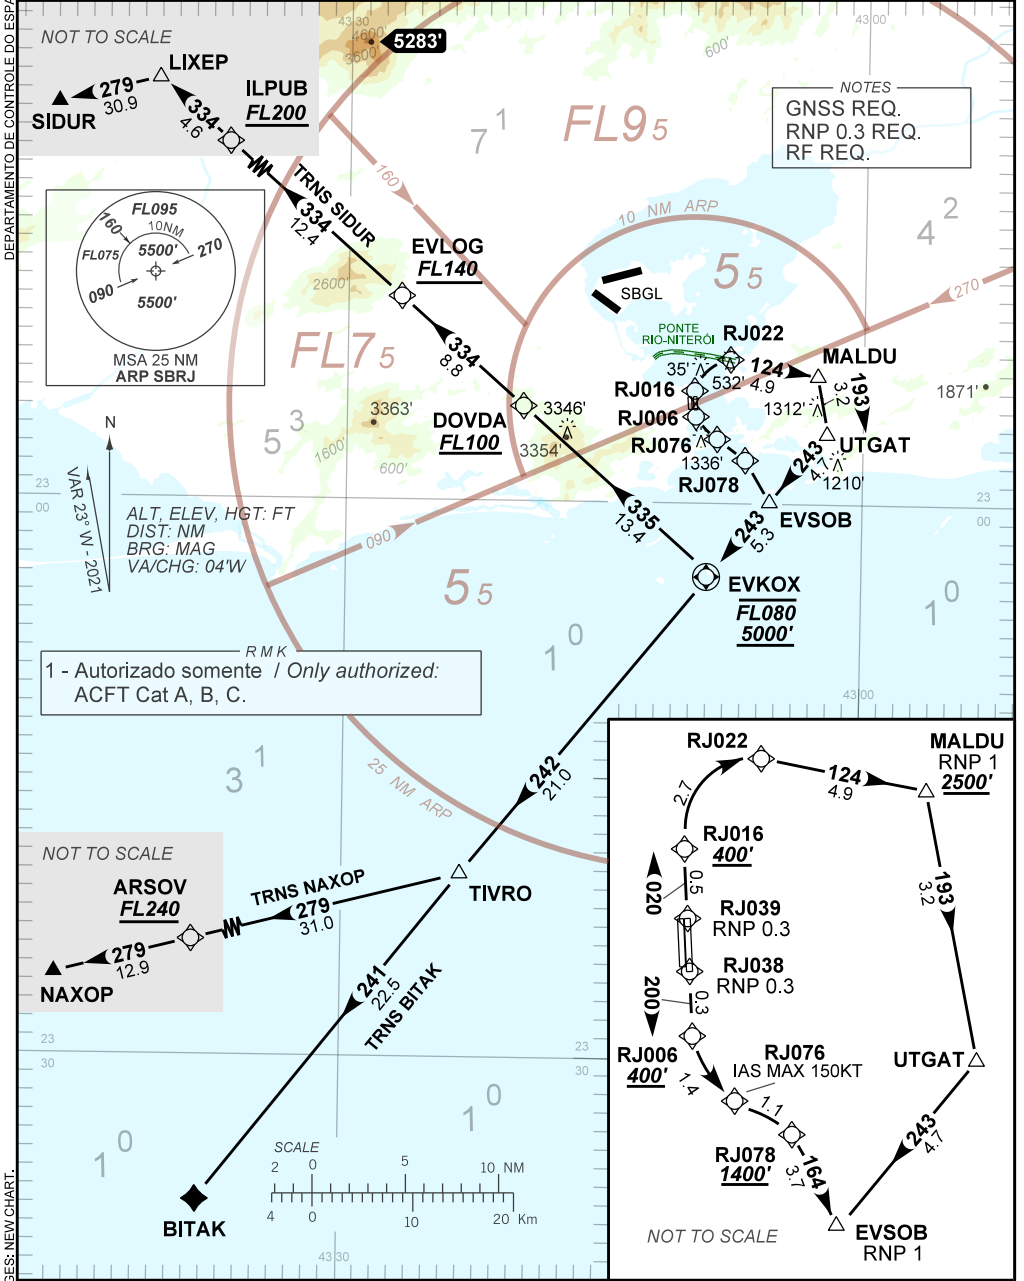 DEPARTAMENTO DE CONTROLE DO ESPA
GES: NEW CHART.
NOT TO SCALE
LIXEP
279
30.9
SIDUR
334
4.6
ILPUB
FL200
43 30
4600'
3600'
5283'
43 00
600'
NOTES
GNSS REQ.
RNP 0.3 REQ.
RF REQ.
7 1
FL9 5
160
TRNS SIDUR
334
12.4
10 NM ARP
4 2
FL095
10NM
160
270
FL075
5500'
090
5500'
MSA 25 NM
ARP SBRJ
EVLOG
FL140
2600'
5 5
SBGL
270
PONTE
RIO-NITERÓI
RJ022
FL7 5
334
8.8
35'
532'
124
4.9
MALDU
RJ016
193
3.2
1871'
1312'
DOVDA
FL100
3346'
3354'
3363'
RJ006
RJ076
1336'
UTGAT
243
4.7
1210'
5 3
1600'
600'
N
RJ078
23
00
VAR 23° W - 2021
ALT, ELEV, HGT: FT
DIST: NM
BRG: MAG
VA/CHG: 04'W
335
13.4
EVSOB
23
00
243
5.3
090
5 5
EVKOX
FL080
5000'
1 0
1 0
RMK
1 - Autorizado somente / Only authorized:
ACFT Cat A, B, C.
43 00
3 1
25 NM ARP
242
21.0
NOT TO SCALE
ARSOV
FL240
TRNS NAXOP
279
31.0
TIVRO
279
12.9
NAXOP
241
22.5
TRNS BITAK
23
30
23
30
1 0
1 0
SCALE
2 0 5 10 NM
4 0 10 20 Km
BITAK
43 30
RJ022
MALDU
RNP 1
2500'
124
4.9
2.7
RJ016
400'
020
0.5
RJ039
RNP 0.3
193
3.2
RJ038
RNP 0.3
200
0.3
RJ006
400'
RJ076
IAS MAX 150KT
UTGAT
1.4
1.1
RJ078
1400'
164
3.7
243
4.7
NOT TO SCALE
EVSOB
RNP 1